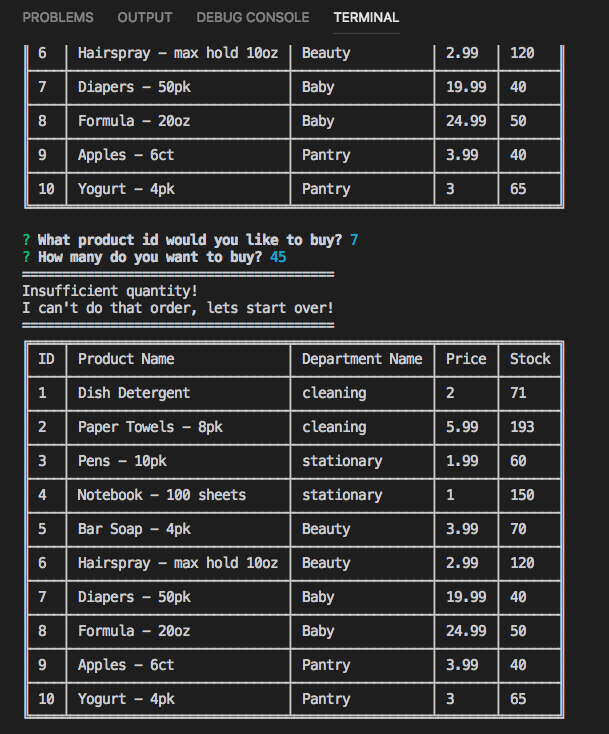 PROBLEMS OUTPUT DEBUG CONSOLE TERMINAL
6 Hairspray – max hold 10oz Beauty 2.99 120
7 Diapers – 50pk Baby 19.99 40
8 Formula – 20oz Baby 24.99 50
9 Apples – 6ct Pantry 3.99 40
10 Yogurt – 4pk Pantry 3 65
? What product id would you like to buy? 7
? How many do you want to buy? 45
=======================================
Insufficient quantity!
I can't do that order, lets start over!
=======================================
ID Product Name Department Name Price Stock
1 Dish Detergent cleaning 2 71
2 Paper Towels – 8pk cleaning 5.99 193
3 Pens – 10pk stationary 1.99 60
4 Notebook – 100 sheets stationary 1 150
5 Bar Soap – 4pk Beauty 3.99 70
6 Hairspray – max hold 10oz Beauty 2.99 120
7 Diapers – 50pk Baby 19.99 40
8 Formula – 20oz Baby 24.99 50
9 Apples – 6ct Pantry 3.99 40
10 Yogurt – 4pk Pantry 3 65